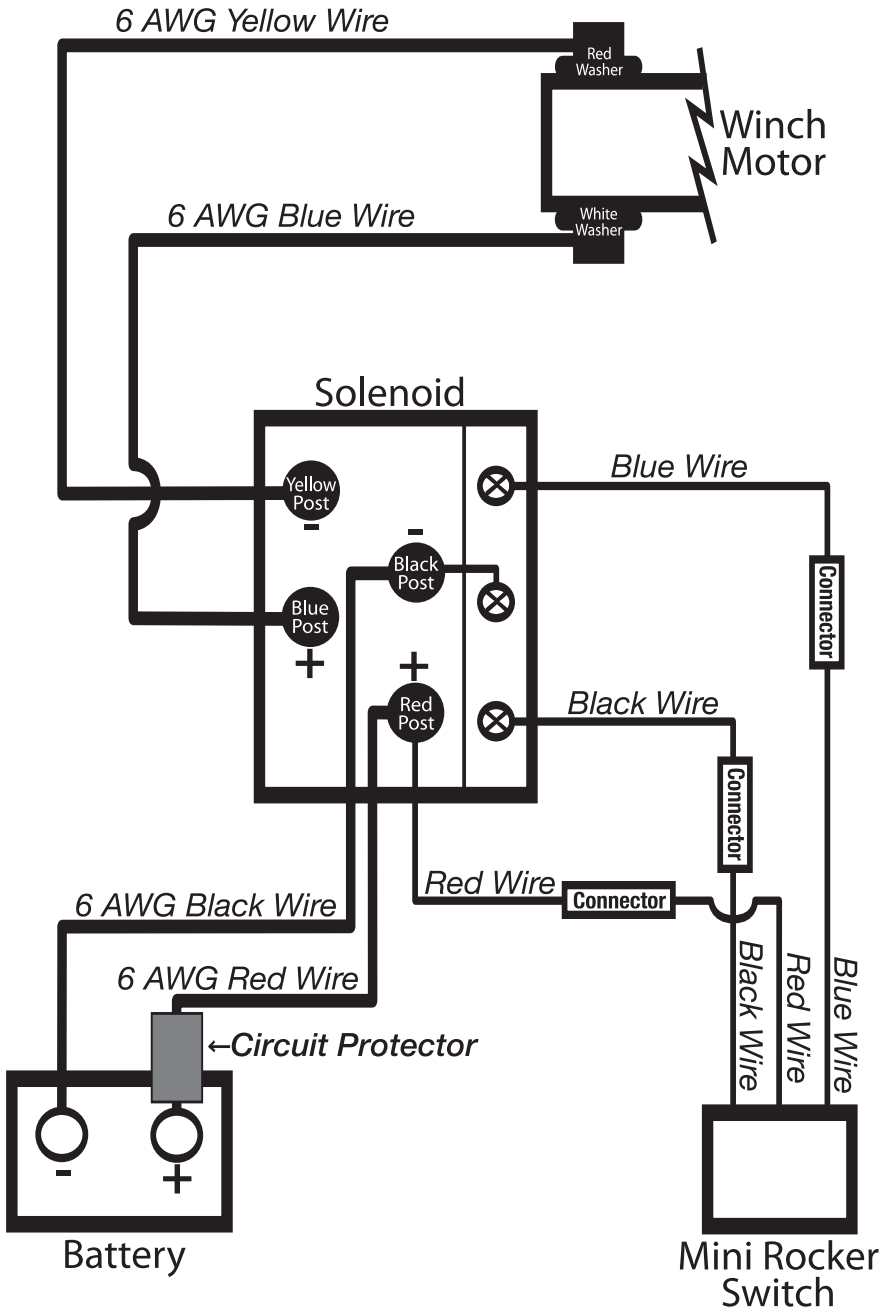 6 AWG Yellow Wire
Red
Washer
Winch
Motor
6 AWG Blue Wire
White
Washer
Solenoid
Yellow
Post
-
Blue Wire
-
Black
Post
Connector
Blue
Post
+
+
Red
Post
Black Wire
Connector
Red Wire
Connector
6 AWG Black Wire
6 AWG Red Wire
Black Wire
Red Wire
Blue Wire
←Circuit Protector
-
+
Battery
Mini Rocker
Switch